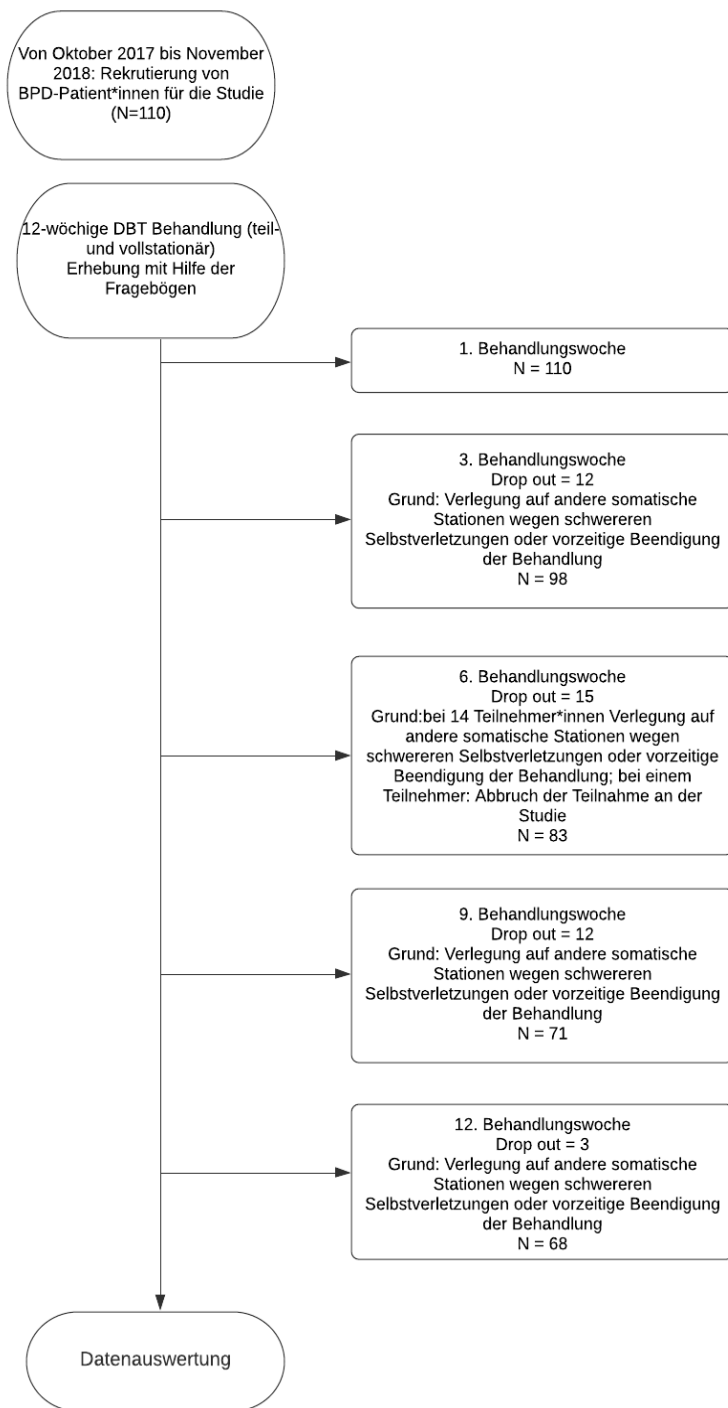 Von Oktober 2017 bis November
2018: Rekrutierung von
BPD-Patient*innen für die Studie
(N=110)
12-wöchige DBT Behandlung (teil-
und vollstationär)
Erhebung mit Hilfe der
Fragebögen
1. Behandlungswoche
N = 110
3. Behandlungswoche
Drop out = 12
Grund: Verlegung auf andere somatische
Stationen wegen schwereren
Selbstverletzungen oder vorzeitige Beendigung
der Behandlung
N = 98
6. Behandlungswoche
Drop out = 15
Grund:bei 14 Teilnehmer*innen Verlegung auf
andere somatische Stationen wegen
schwereren Selbstverletzungen oder vorzeitige
Beendigung der Behandlung; bei einem
Teilnehmer: Abbruch der Teilnahme an der
Studie
N = 83
9. Behandlungswoche
Drop out = 12
Grund: Verlegung auf andere somatische
Stationen wegen schwereren
Selbstverletzungen oder vorzeitige Beendigung
der Behandlung
N = 71
12. Behandlungswoche
Drop out = 3
Grund: Verlegung auf andere somatische
Stationen wegen schwereren
Selbstverletzungen oder vorzeitige Beendigung
der Behandlung
N = 68
Datenauswertung